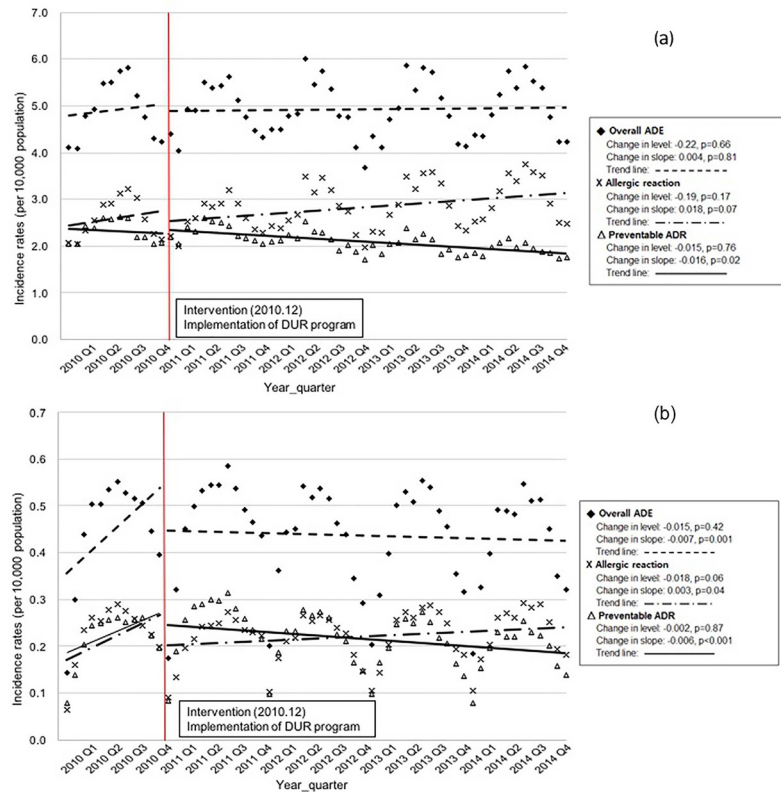 (a)
7.0
6.0
5.0
4.0
3.0
2.0
1.0
0.0
Incidence rates (per 10,000 population)
Intervention (2010.12)
Implementation of DUR program
2010 Q1
2010 Q2
2010 Q3
2010 Q4
2011 Q1
2011 Q2
2011 Q3
2011 Q4
2012 Q1
2012 Q2
2012 Q3
2012 Q4
2013 Q1
2013 Q2
2013 Q3
2013 Q4
2014 Q1
2014 Q2
2014 Q3
2014 Q4
Year_quarter
◆ Overall ADE
Change in level: -0.22, p=0.66
Change in slope: 0.004, p=0.81
Trend line:
X Allergic reaction
Change in level: -0.19, p=0.17
Change in slope: 0.018, p=0.07
Trend line:
△ Preventable ADR
Change in level: -0.015, p=0.76
Change in slope: -0.016, p=0.02
Trend line:
(b)
0.7
0.6
0.5
0.4
0.3
0.2
0.1
0.0
Incidence rates (per 10,000 population)
Intervention (2010.12)
Implementation of DUR program
2010 Q1
2010 Q2
2010 Q3
2010 Q4
2011 Q1
2011 Q2
2011 Q3
2011 Q4
2012 Q1
2012 Q2
2012 Q3
2012 Q4
2013 Q1
2013 Q2
2013 Q3
2013 Q4
2014 Q1
2014 Q2
2014 Q3
2014 Q4
Year_quarter
◆ Overall ADE
Change in level: -0.015, p=0.42
Change in slope: -0.007, p=0.001
Trend line:
X Allergic reaction
Change in level: -0.018, p=0.06
Change in slope: 0.003, p=0.04
Trend line:
△ Preventable ADR
Change in level: -0.002, p=0.87
Change in slope: -0.006, p<0.001
Trend line: